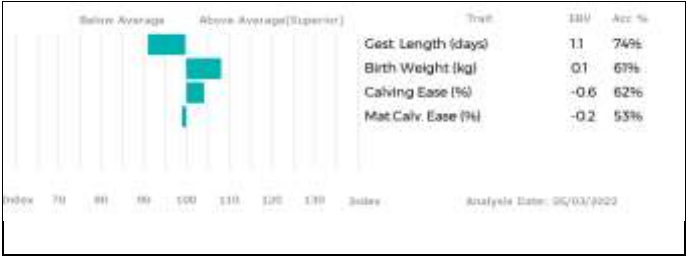 Below Average Above Average(Superior) Trait EBV Acc %
Gest. Length (days) 1.1 74%
Birth Weight (kg) 0.1 61%
Calving Ease (%) -0.6 62%
Mat.Calv. Ease (%) -0.2 53%
Index 70 80 90 100 110 120 130 Index Analysis Date: